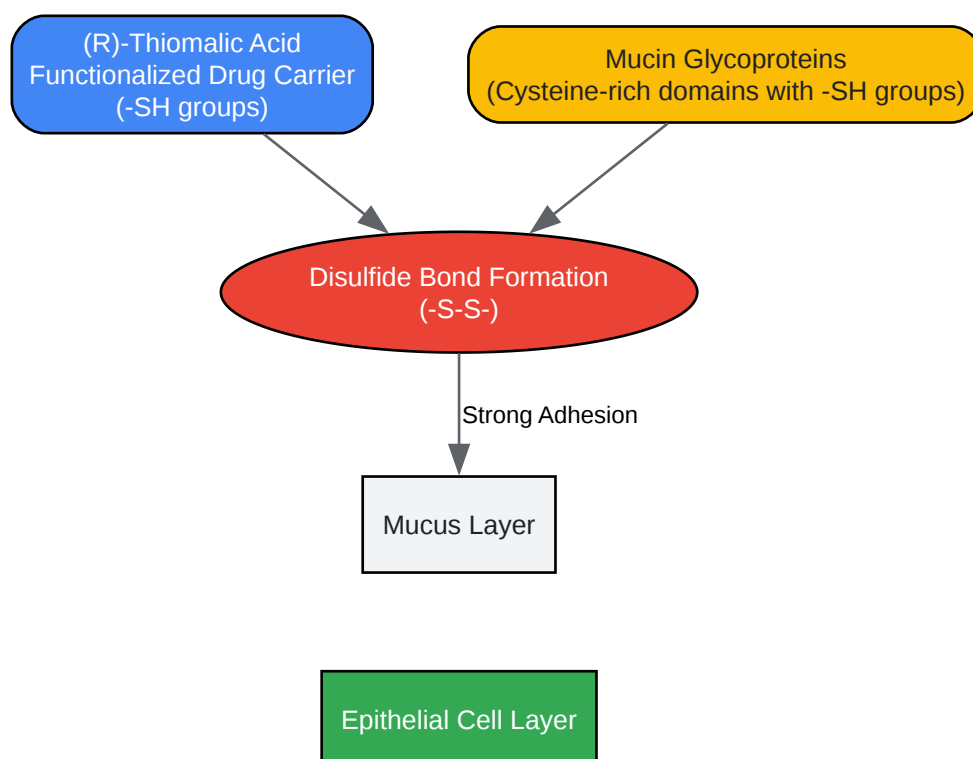 (R)-Thiomalic Acid
Functionalized Drug Carrier
(-SH groups)
Mucin Glycoproteins
(Cysteine-rich domains with -SH groups)
Disulfide Bond Formation
(-S-S-)
Strong Adhesion
Mucus Layer
Epithelial Cell Layer